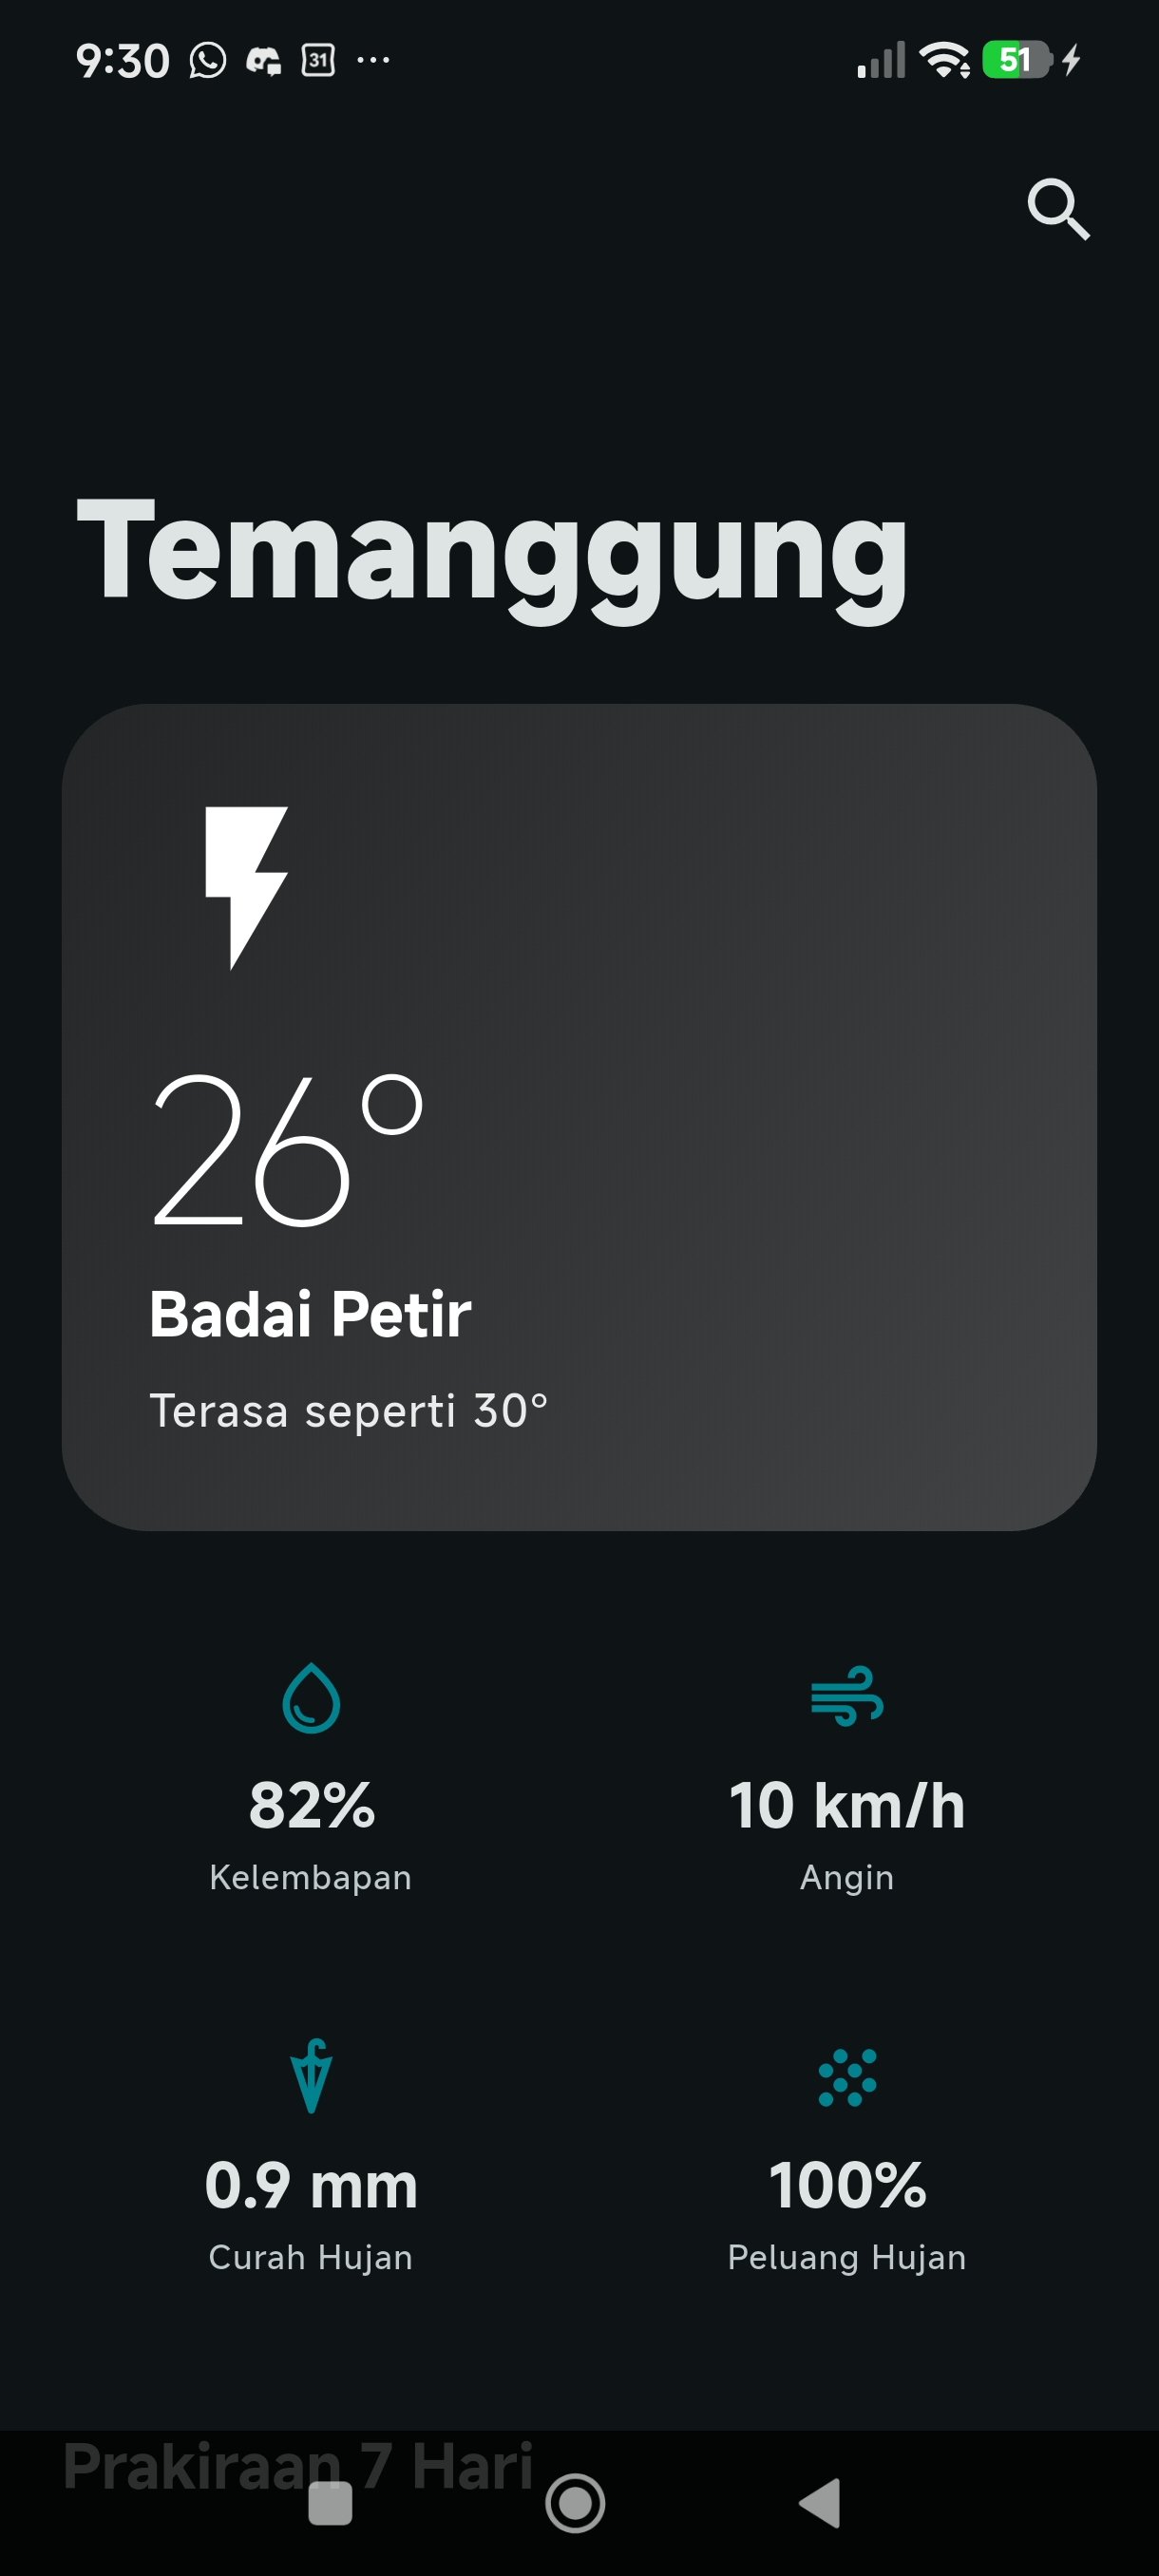 9:30 31 ... 51
Temanggung
26°
Badai Petir
Terasa seperti 30°
82% 10 km/h
Kelembapan Angin
0.9 mm 100%
Curah Hujan Peluang Hujan
Prakiraan 7 Hari